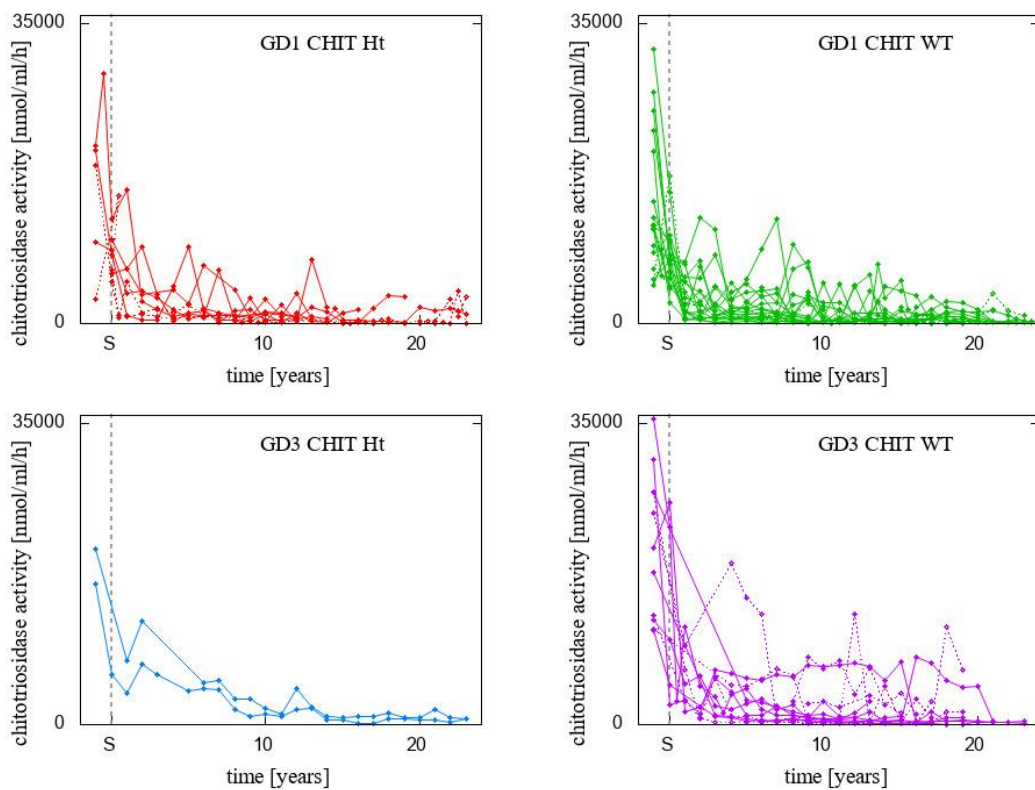 35000
GD1 CHIT Ht
chitotriosidase activity [nmol/ml/h]
0
S
10
20
time [years]
35000
GD1 CHIT WT
chitotriosidase activity [nmol/ml/h]
0
S
10
20
time [years]
35000
GD3 CHIT Ht
chitotriosidase activity [nmol/ml/h]
0
S
10
20
time [years]
35000
GD3 CHIT WT
chitotriosidase activity [nmol/ml/h]
0
S
10
20
time [years]